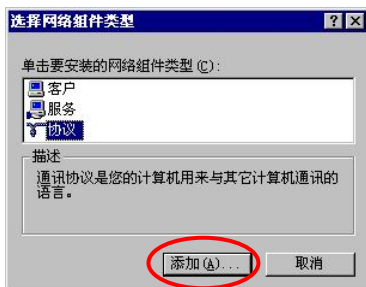 选择网络组件类型
单击要安装的网络组件类型(C):
客户
服务
协议
描述
通讯协议是您的计算机用来与其它计算机通讯的
语言。
添加(A)... 取消